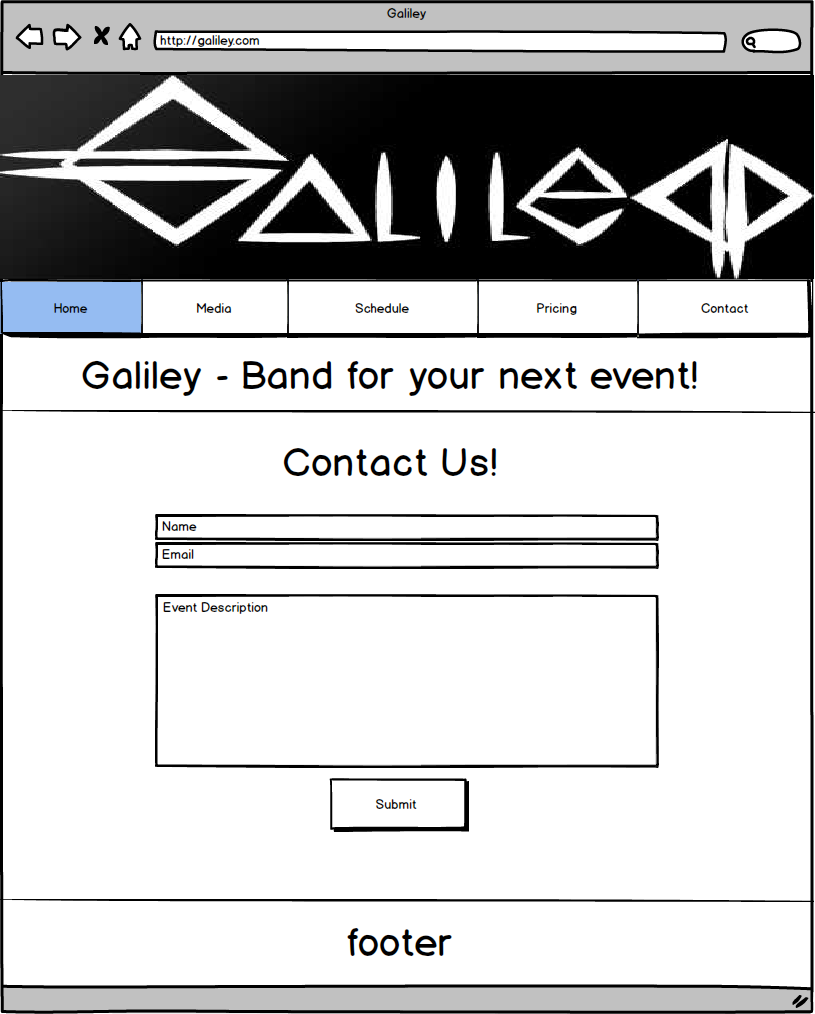 Galiley
http://galiley.com
Home Media Schedule Pricing Contact
Galiley - Band for your next event!
Contact Us!
Name
Email
Event Description
Submit
footer